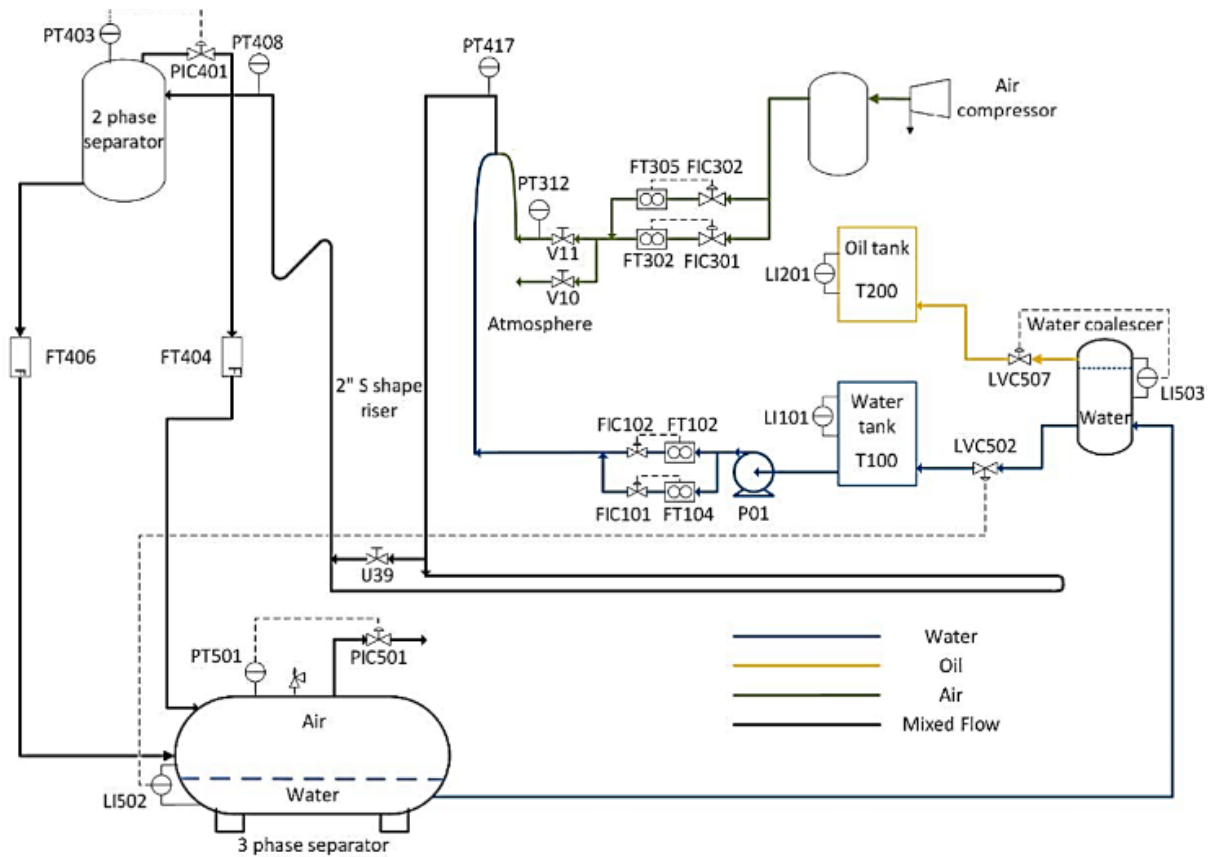 PT403
PIC401
PT408
PT417
2 phase
separator
Air
compressor
FT305
FIC302
PT312
V11
FT302
FIC301
V10
Atmosphere
Oil tank
LI201
T200
Water coalescer
LVC507
LI503
Water
FT406
FT404
2" S shape
riser
FIC102
FT102
LI101
Water
tank
T100
LVC502
FIC101
FT104
P01
U39
PT501
PIC501
Air
Water
LI502
3 phase separator
Water
Oil
Air
Mixed Flow
F
F